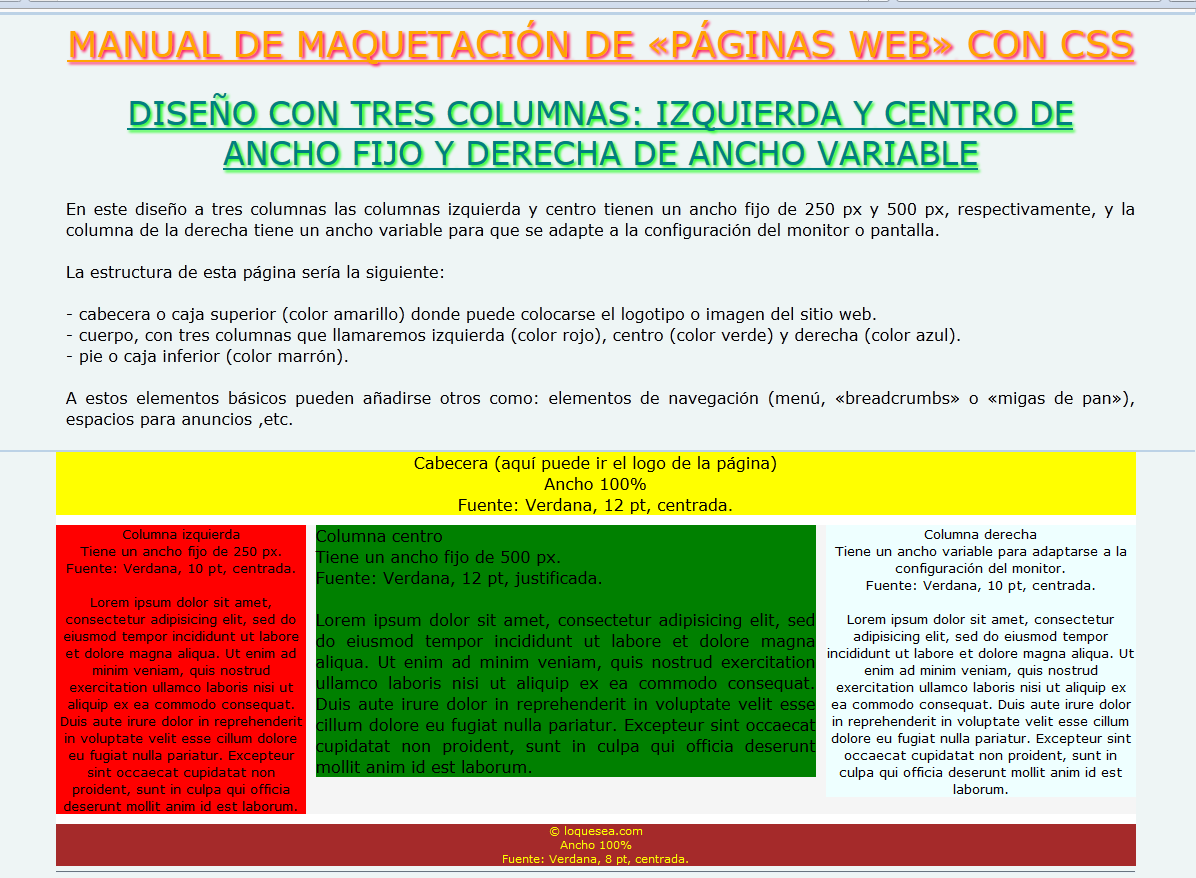 MANUAL DE MAQUETACIÓN DE «PÁGINAS WEB» CON CSS
DISEÑO CON TRES COLUMNAS: IZQUIERDA Y CENTRO DE
ANCHO FIJO Y DERECHA DE ANCHO VARIABLE
En este diseño a tres columnas las columnas izquierda y centro tienen un ancho fijo de 250 px y 500 px, respectivamente, y la
columna de la derecha tiene un ancho variable para que se adapte a la configuración del monitor o pantalla.
La estructura de esta página sería la siguiente:
- cabecera o caja superior (color amarillo) donde puede colocarse el logotipo o imagen del sitio web.
- cuerpo, con tres columnas que llamaremos izquierda (color rojo), centro (color verde) y derecha (color azul).
- pie o caja inferior (color marrón).
A estos elementos básicos pueden añadirse otros como: elementos de navegación (menú, «breadcrumbs» o «migas de pan»),
espacios para anuncios ,etc.
Cabecera (aquí puede ir el logo de la página)
Ancho 100%
Fuente: Verdana, 12 pt, centrada.
Columna izquierda
Tiene un ancho fijo de 250 px.
Fuente: Verdana, 10 pt, centrada.
Lorem ipsum dolor sit amet,
consectetur adipisicing elit, sed do
eiusmod tempor incididunt ut labore
et dolore magna aliqua. Ut enim ad
minim veniam, quis nostrud
exercitation ullamco laboris nisi ut
aliquip ex ea commodo consequat.
Duis aute irure dolor in reprehenderit
in voluptate velit esse cillum dolore
eu fugiat nulla pariatur. Excepteur
sint occaecat cupidatat non
proident, sunt in culpa qui officia
deserunt mollit anim id est laborum.
Columna centro
Tiene un ancho fijo de 500 px.
Fuente: Verdana, 12 pt, justificada.
Lorem ipsum dolor sit amet, consectetur adipisicing elit, sed
do eiusmod tempor incididunt ut labore et dolore magna
aliqua. Ut enim ad minim veniam, quis nostrud exercitation
ullamco laboris nisi ut aliquip ex ea commodo consequat.
Duis aute irure dolor in reprehenderit in voluptate velit esse
cillum dolore eu fugiat nulla pariatur. Excepteur sint occaecat
cupidatat non proident, sunt in culpa qui officia deserunt
mollit anim id est laborum.
Columna derecha
Tiene un ancho variable para adaptarse a la
configuración del monitor.
Fuente: Verdana, 10 pt, centrada.
Lorem ipsum dolor sit amet, consectetur
adipisicing elit, sed do eiusmod tempor
incididunt ut labore et dolore magna aliqua. Ut
enim ad minim veniam, quis nostrud
exercitation ullamco laboris nisi ut aliquip ex
ea commodo consequat. Duis aute irure dolor
in reprehenderit in voluptate velit esse cillum
dolore eu fugiat nulla pariatur. Excepteur sint
occaecat cupidatat non proident, sunt in
culpa qui officia deserunt mollit anim id est
laborum.
© loquesea.com
Ancho 100%
Fuente: Verdana, 8 pt, centrada.